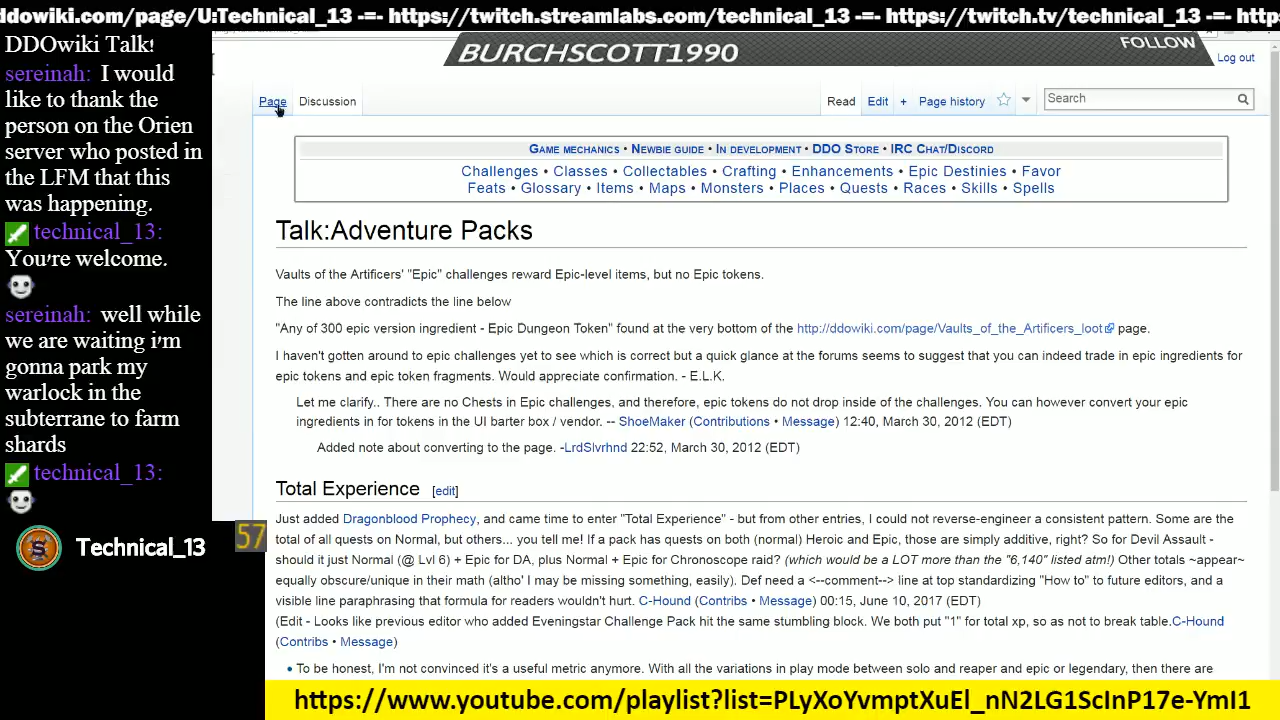 ddowiki.com/page/U:Technical_13 -=- https://twitch.streamlabs.com/technical_13 -=- https://twitch.tv/technical_13 -=- http
DDOwiki Talk!
sereinah: I would
like to thank the
person on the Orien
server who posted in
the LFM that this
was happening.
technical_13:
You're welcome.
sereinah: well while
we are waiting i'm
gonna park my
warlock in the
subterrane to farm
shards
technical_13:
Technical_13
57
BURCHSCOTT1990
FOLLOW
Log out
Page Discussion Read Edit + Page history Search
Game mechanics • Newbie guide • In development • DDO Store • IRC Chat/Discord
Challenges • Classes • Collectables • Crafting • Enhancements • Epic Destinies • Favor
Feats • Glossary • Items • Maps • Monsters • Places • Quests • Races • Skills • Spells
Talk:Adventure Packs
Vaults of the Artificers' "Epic" challenges reward Epic-level items, but no Epic tokens.
The line above contradicts the line below
"Any of 300 epic version ingredient - Epic Dungeon Token" found at the very bottom of the http://ddowiki.com/page/Vaults_of_the_Artificers_loot page.
I haven't gotten around to epic challenges yet to see which is correct but a quick glance at the forums seems to suggest that you can indeed trade in epic ingredients for
epic tokens and epic token fragments. Would appreciate confirmation. - E.L.K.
Let me clarify.. There are no Chests in Epic challenges, and therefore, epic tokens do not drop inside of the challenges. You can however convert your epic
ingredients in for tokens in the UI barter box / vendor. -- ShoeMaker (Contributions • Message) 12:40, March 30, 2012 (EDT)
Added note about converting to the page. -LrdSlvrhnd 22:52, March 30, 2012 (EDT)
Total Experience [edit]
Just added Dragonblood Prophecy, and came time to enter "Total Experience" - but from other entries, I could not reverse-engineer a consistent pattern. Some are the
total of all quests on Normal, but others... you tell me! If a pack has quests on both (normal) Heroic and Epic, those are simply additive, right? So for Devil Assault -
should it just Normal (@ Lvl 6) + Epic for DA, plus Normal + Epic for Chronoscope raid? (which would be a LOT more than the "6,140" listed atm!) Other totals ~appear~
equally obscure/unique in their math (altho' I may be missing something, easily). Def need a <--comment--> line at top standardizing "How to" to future editors, and a
visible line paraphrasing that formula for readers wouldn't hurt. C-Hound (Contribs • Message) 00:15, June 10, 2017 (EDT)
(Edit - Looks like previous editor who added Eveningstar Challenge Pack hit the same stumbling block. We both put "1" for total xp, so as not to break table.C-Hound
(Contribs • Message)
• To be honest, I'm not convinced it's a useful metric anymore. With all the variations in play mode between solo and reaper and epic or legendary, then there are
https://www.youtube.com/playlist?list=PLyXoYvmptXuEl_nN2LG1ScInP17e-YmI1